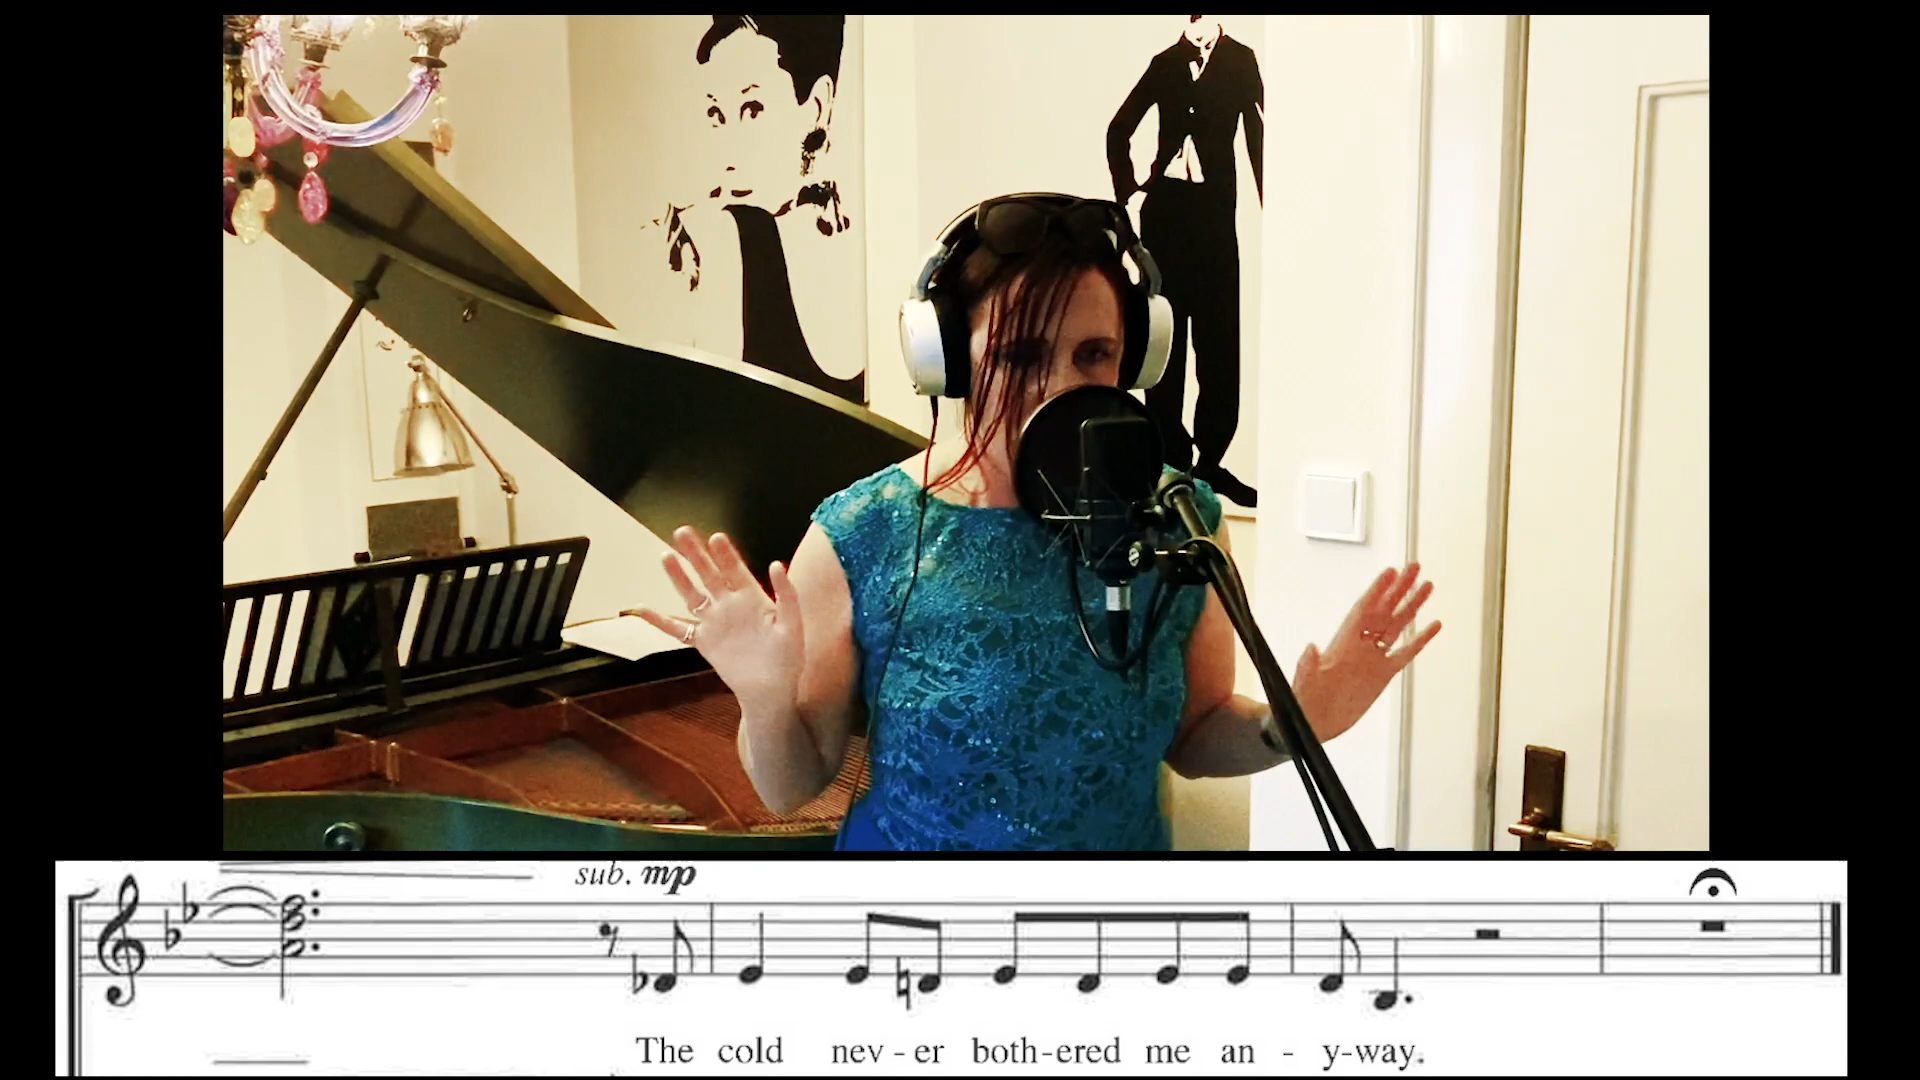 sub. mp
The cold nev - er both-ered me an - y-way.